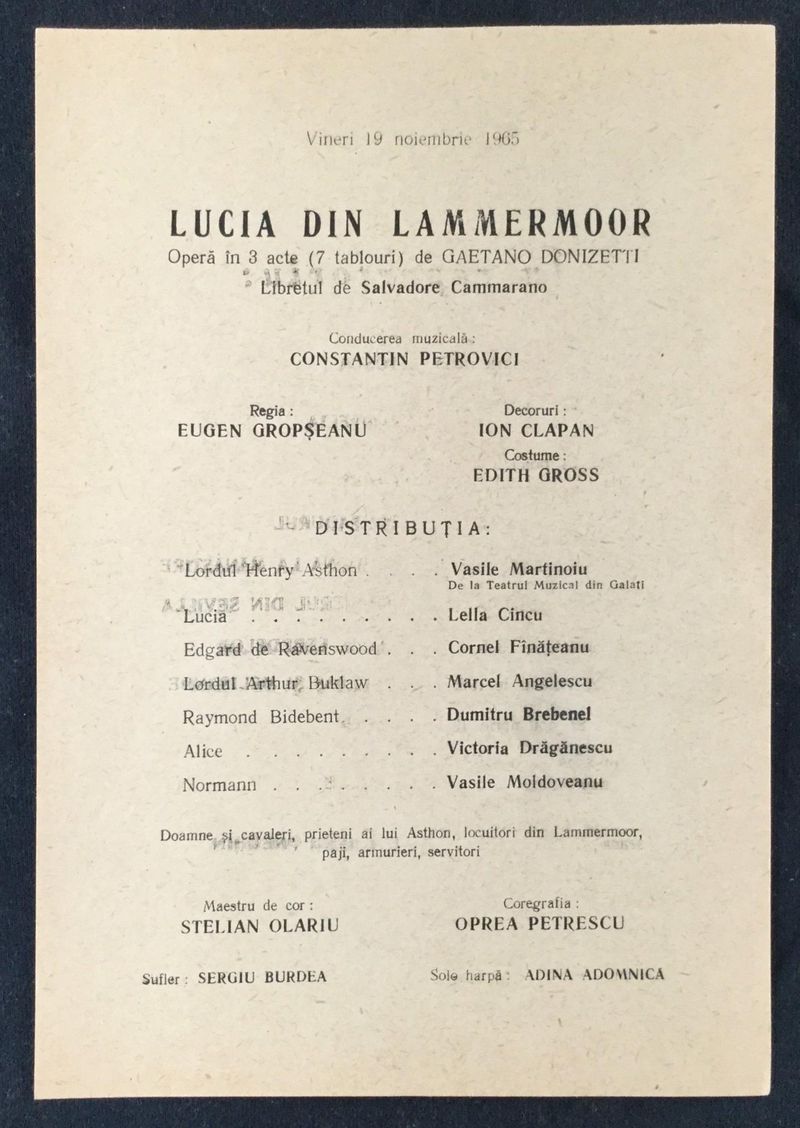 Vineri 19 noiembrie 1965
LUCIA DIN LAMMERMOOR
Operă în 3 acte (7 tablouri) de GAETANO DONIZETTI
Libretul de Salvadore Cammarano
Conducerea muzicală :
CONSTANTIN PETROVICI
Regia :
EUGEN GROPȘEANU
Decoruri :
ION CLAPAN
Costume :
EDITH GROSS
DISTRIBUȚIA :
Lordul Henry Asthon . . . . Vasile Martinoiu
De la Teatrul Muzical din Galati
Lucia . . . . . . . . . Lella Cincu
Edgard de Ravenswood . . . Cornel Fînățeanu
Lordul Arthur Buklaw . . . Marcel Angelescu
Raymond Bidebent . . . . Dumitru Brebenel
Alice . . . . . . . . . Victoria Drăgănescu
Normann . . . . . . . . Vasile Moldoveanu
Doamne și cavaleri, prieteni ai lui Asthon, locuitori din Lammermoor,
paji, armurieri, servitori
Maestru de cor :
STELIAN OLARIU
Coregrafia :
OPREA PETRESCU
Sufler : SERGIU BURDEA
Solo harpă : ADINA ADOMNICA